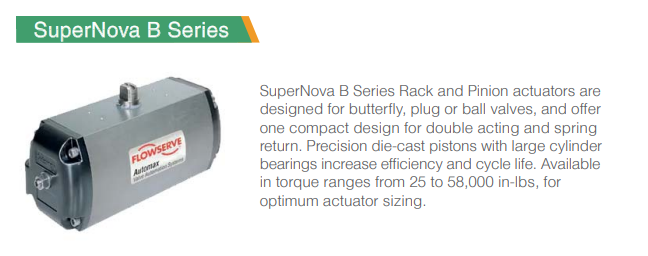 SuperNova B Series
SuperNova B Series Rack and Pinion actuators are
designed for butterfly, plug or ball valves, and offer
one compact design for double acting and spring
return. Precision die-cast pistons with large cylinder
bearings increase efficiency and cycle life. Available
in torque ranges from 25 to 58,000 in-lbs, for
optimum actuator sizing.
FLOWSERVE
Automax
Valve Automation Systems